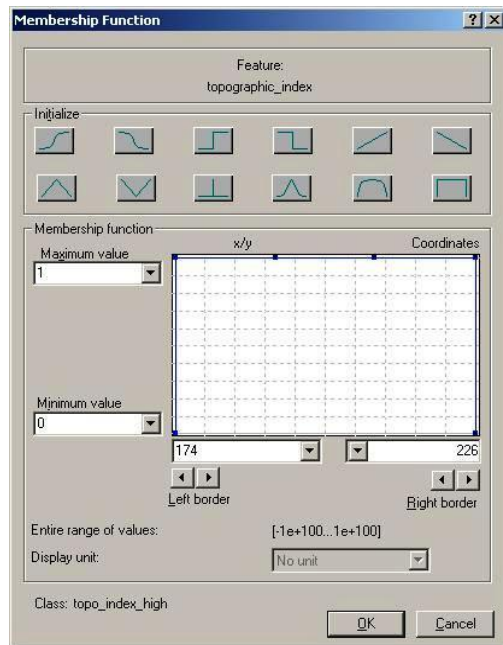 Membership Function
Feature:
topographic_index
Initialize
Membership function
x/y
Coordinates
Maximum value
1
Minimum value
0
174
226
Left border
Right border
Entire range of values:
[-1e+100...1e+100]
Display unit:
No unit
Class: topo_index_high
OK
Cancel